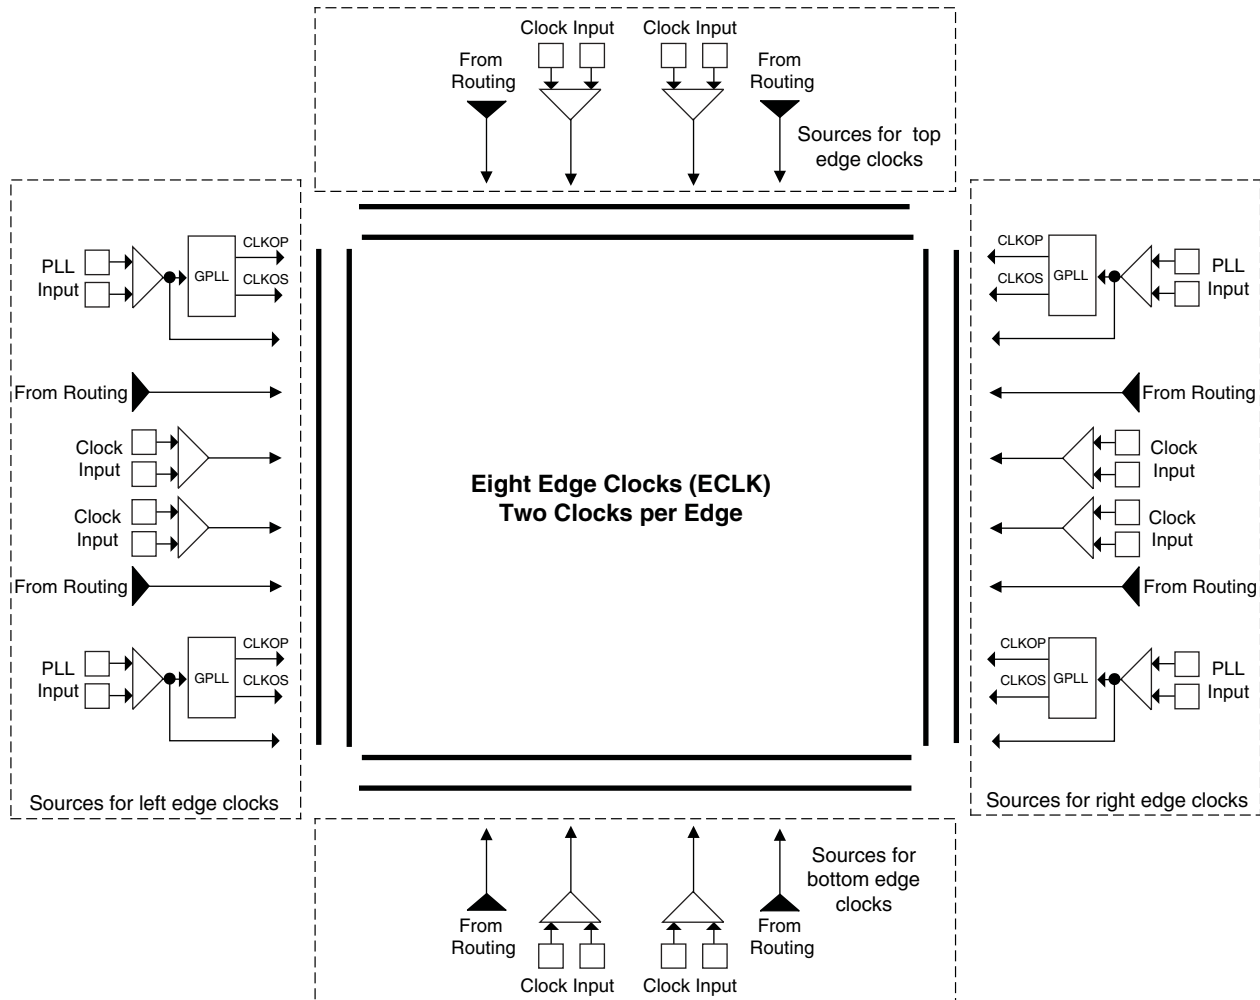 Clock Input
Clock Input
From
Routing
From
Routing
Sources for top
edge clocks
PLL
Input
GPLL
CLKOP
CLKOS
From Routing
Clock
Input
Clock
Input
From Routing
PLL
Input
GPLL
CLKOP
CLKOS
Sources for left edge clocks
Eight Edge Clocks (ECLK)
Two Clocks per Edge
CLKOP
CLKOS
GPLL
PLL
Input
From Routing
Clock
Input
Clock
Input
From Routing
CLKOP
CLKOS
GPLL
PLL
Input
Sources for right edge clocks
Sources for
bottom edge
clocks
From
Routing
From
Routing
Clock Input
Clock Input